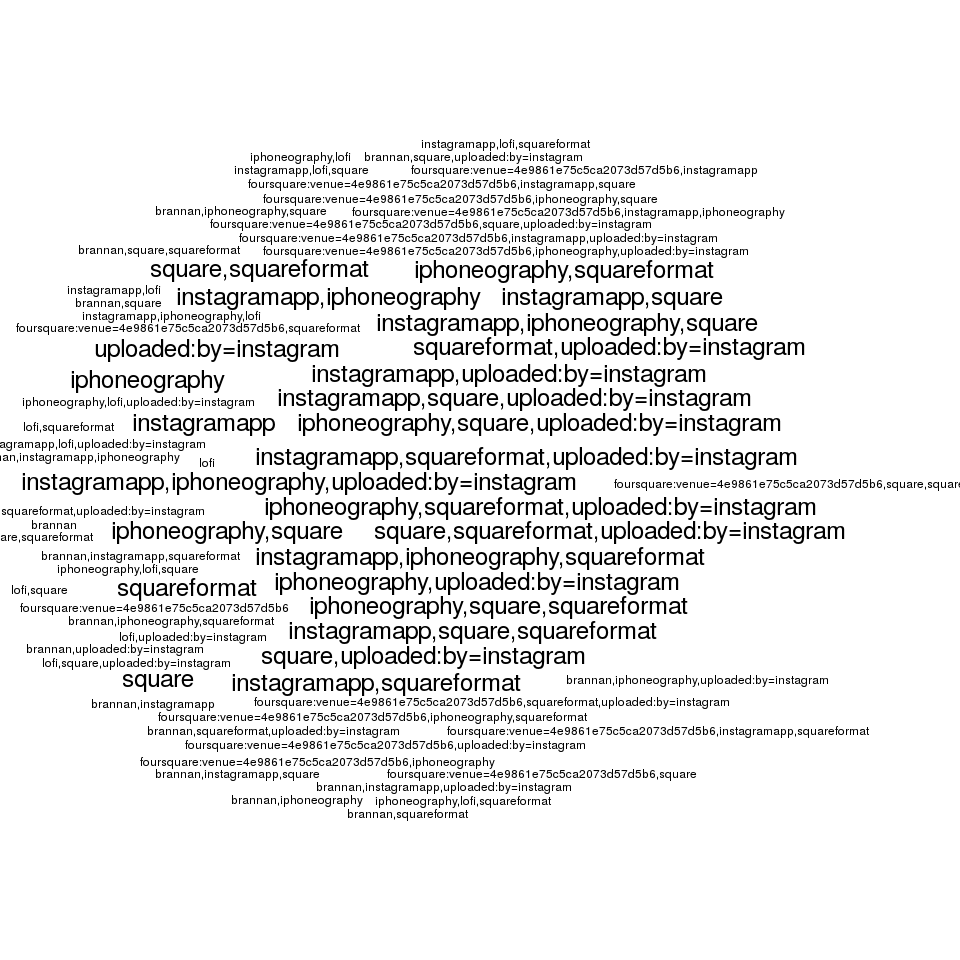 instagramapp,lofi,squareformat
iphoneography,lofi brannan,square,uploaded:by=instagram
instagramapp,lofi,square foursquare:venue=4e9861e75c5ca2073d57d5b6,instagramapp
foursquare:venue=4e9861e75c5ca2073d57d5b6,instagramapp,square
foursquare:venue=4e9861e75c5ca2073d57d5b6,iphoneography,square
brannan,iphoneography,square foursquare:venue=4e9861e75c5ca2073d57d5b6,instagramapp,iphoneography
foursquare:venue=4e9861e75c5ca2073d57d5b6,square,uploaded:by=instagram
foursquare:venue=4e9861e75c5ca2073d57d5b6,instagramapp,uploaded:by=instagram
brannan,square,squareformat foursquare:venue=4e9861e75c5ca2073d57d5b6,iphoneography,uploaded:by=instagram
square,squareformat iphoneography,squareformat
instagramapp,lofi
instagramapp,iphoneography instagramapp,square
brannan,square
instagramapp,iphoneography,lofi
instagramapp,iphoneography,square
foursquare:venue=4e9861e75c5ca2073d57d5b6,squareformat
uploaded:by=instagram squareformat,uploaded:by=instagram
iphoneography instagramapp,uploaded:by=instagram
iphoneography,lofi,uploaded:by=instagram instagramapp,square,uploaded:by=instagram
lofi,squareformat instagramapp iphoneography,square,uploaded:by=instagram
agramapp,lofi,uploaded:by=instagram
an,instagramapp,iphoneography lofi instagramapp,squareformat,uploaded:by=instagram
instagramapp,iphoneography,uploaded:by=instagram foursquare:venue=4e9861e75c5ca2073d57d5b6,square,square
squareformat,uploaded:by=instagram iphoneography,squareformat,uploaded:by=instagram
brannan
are,squareformat iphoneography,square square,squareformat,uploaded:by=instagram
brannan,instagramapp,squareformat instagramapp,iphoneography,squareformat
iphoneography,lofi,square
lofi,square squareformat iphoneography,uploaded:by=instagram
foursquare:venue=4e9861e75c5ca2073d57d5b6 iphoneography,square,squareformat
brannan,iphoneography,squareformat
lofi,uploaded:by=instagram instagramapp,square,squareformat
brannan,uploaded:by=instagram
lofi,square,uploaded:by=instagram square,uploaded:by=instagram
square instagramapp,squareformat brannan,iphoneography,uploaded:by=instagram
brannan,instagramapp foursquare:venue=4e9861e75c5ca2073d57d5b6,squareformat,uploaded:by=instagram
foursquare:venue=4e9861e75c5ca2073d57d5b6,iphoneography,squareformat
brannan,squareformat,uploaded:by=instagram foursquare:venue=4e9861e75c5ca2073d57d5b6,instagramapp,squareformat
foursquare:venue=4e9861e75c5ca2073d57d5b6,uploaded:by=instagram
foursquare:venue=4e9861e75c5ca2073d57d5b6,iphoneography
brannan,instagramapp,square foursquare:venue=4e9861e75c5ca2073d57d5b6,square
brannan,instagramapp,uploaded:by=instagram
brannan,iphoneography iphoneography,lofi,squareformat
brannan,squareformat